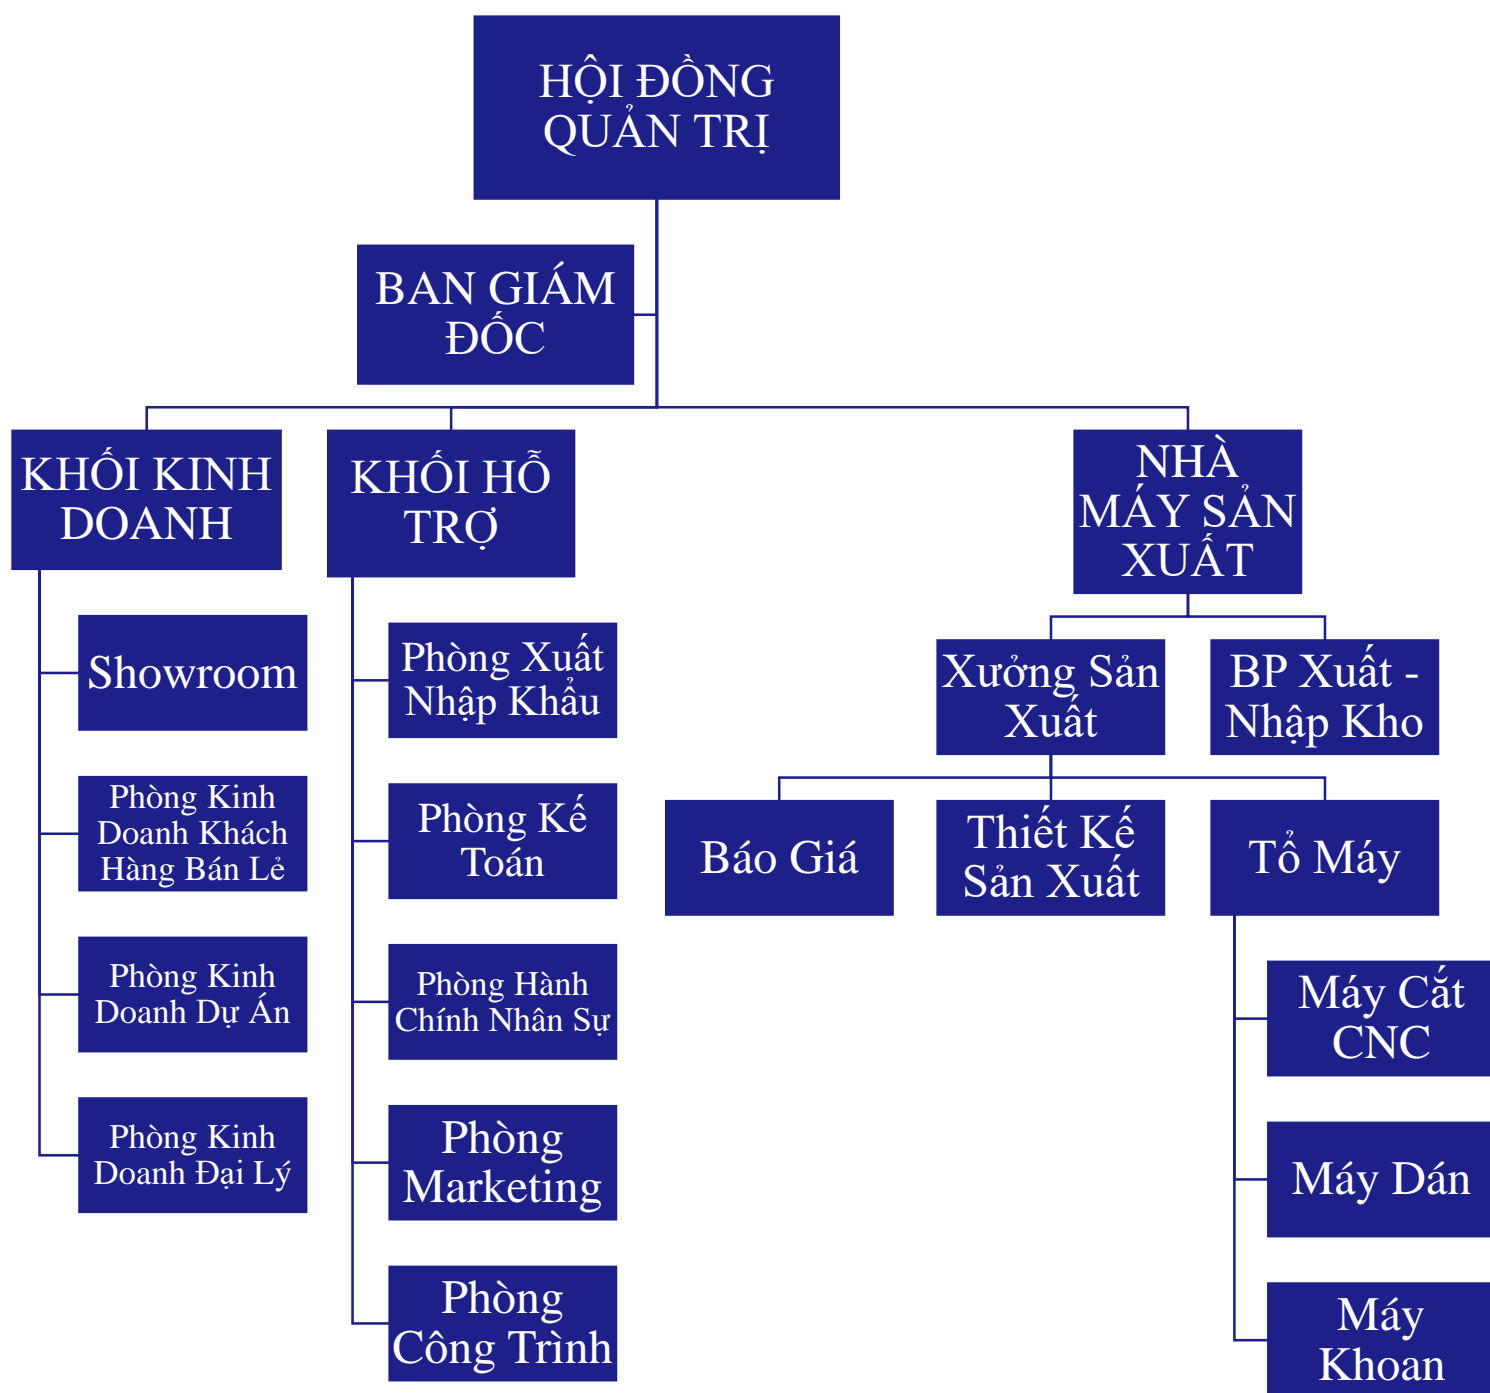 HỘI ĐỒNG
QUẢN TRỊ
BAN GIÁM
ĐỐC
KHỐI KINH
DOANH
Showroom
Phòng Kinh
Doanh Khách
Hàng Bán Lẻ
Phòng Kinh
Doanh Dự Án
Phòng Kinh
Doanh Đại Lý
KHỐI HỖ
TRỢ
Phòng Xuất
Nhập Khẩu
Phòng Kế
Toán
Phòng Hành
Chính Nhân Sự
Phòng
Marketing
Phòng
Công Trình
NHÀ
MÁY SẢN
XUẤT
Xưởng Sản
Xuất
Báo Giá
Thiết Kế
Sản Xuất
Tổ Máy
Máy Cắt
CNC
Máy Dán
Máy
Khoan
BP Xuất -
Nhập Kho